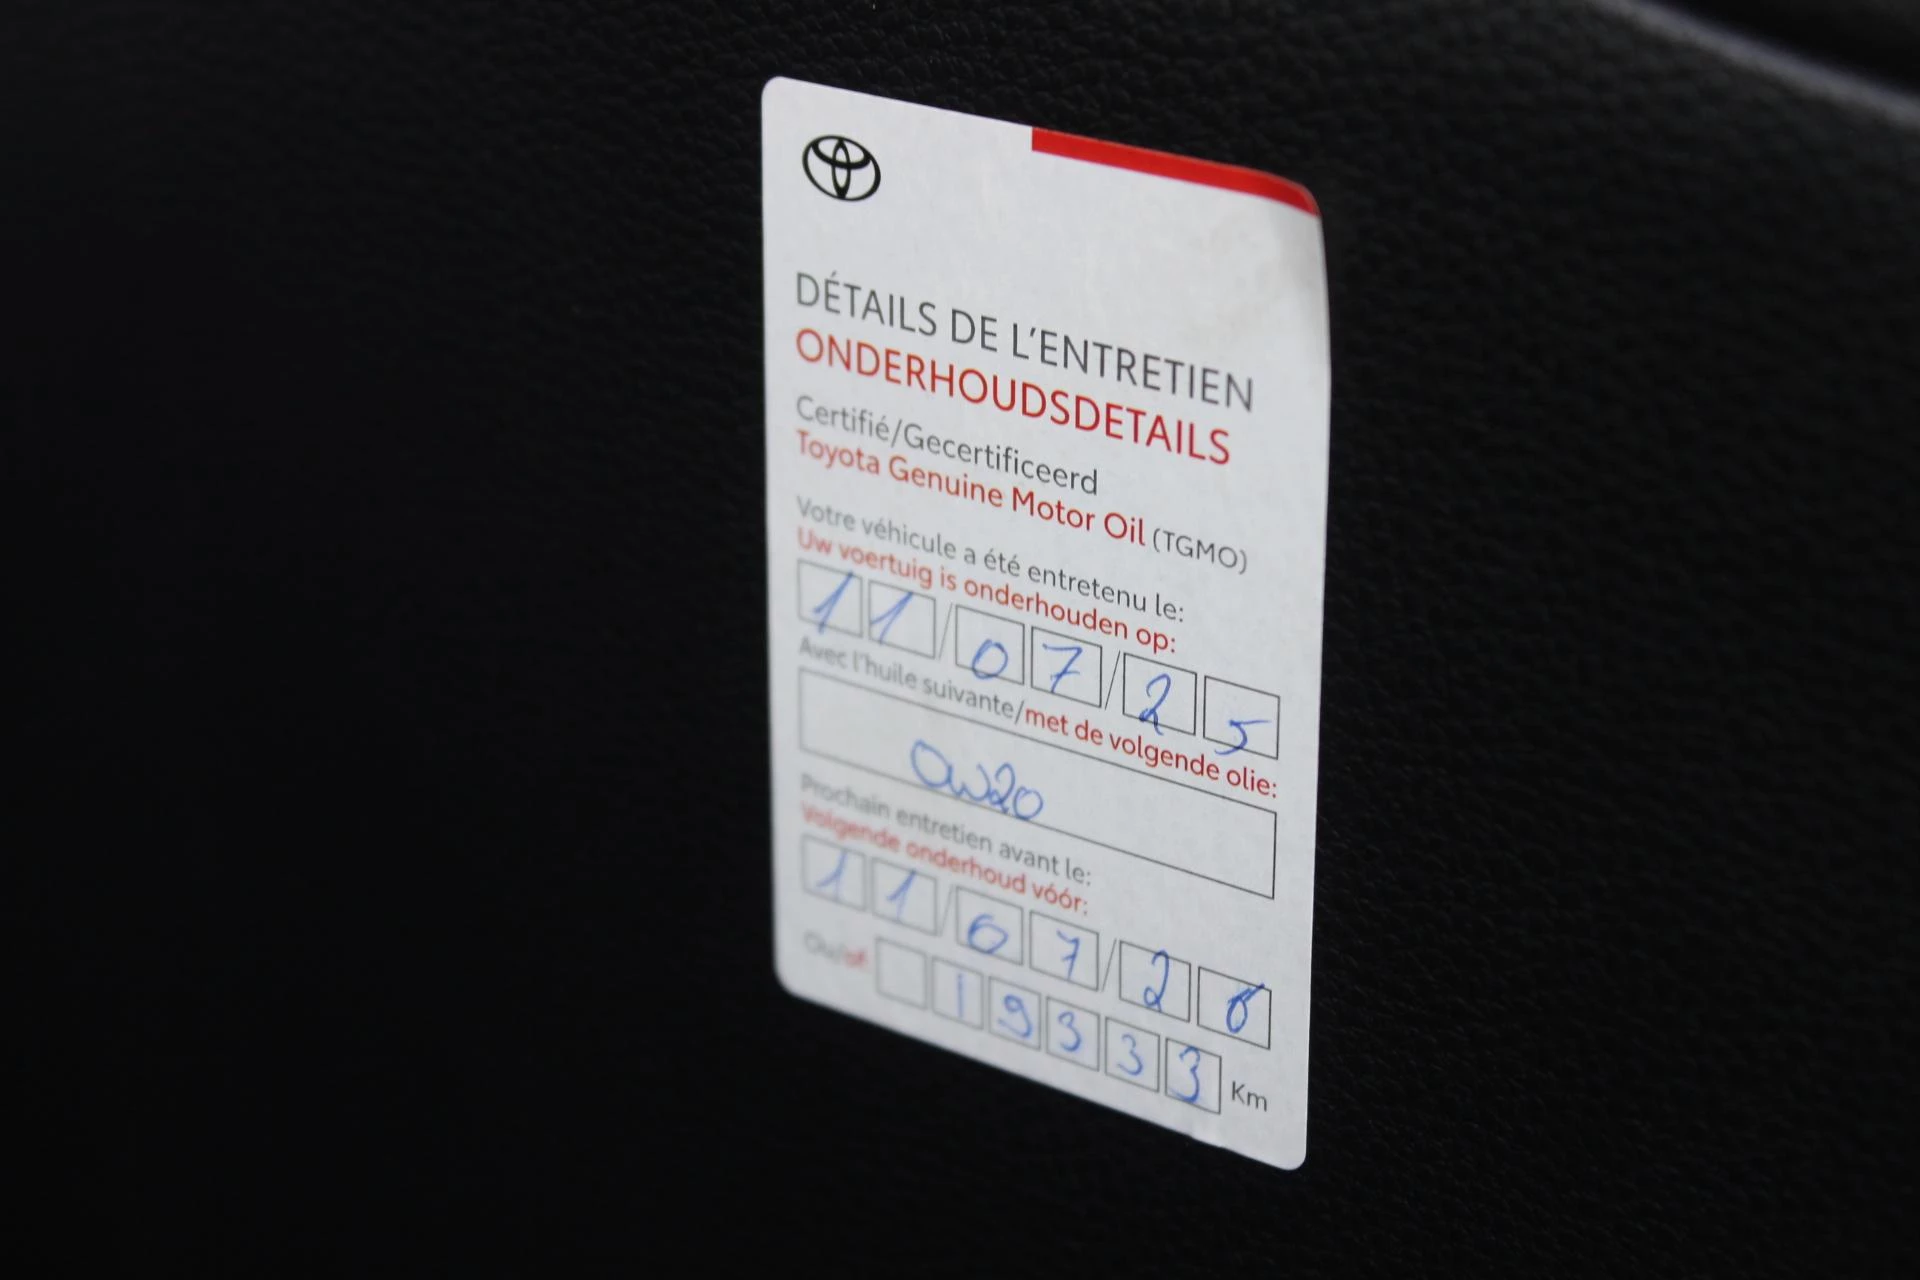 DÉTAILS DE L'ENTRETIEN
ONDERHOUDSDETAILS
Certifié/Gecertificeerd
Toyota Genuine Motor Oil (TGMO)
Votre véhicule a été entretenu le:
Uw voertuig is onderhouden op:
11/07/25
Avec l'huile suivante/met de volgende olie:
0w20
Prochain entretien avant le:
Volgende onderhoud vóór:
11/07/26
Ou/of: 19333 Km